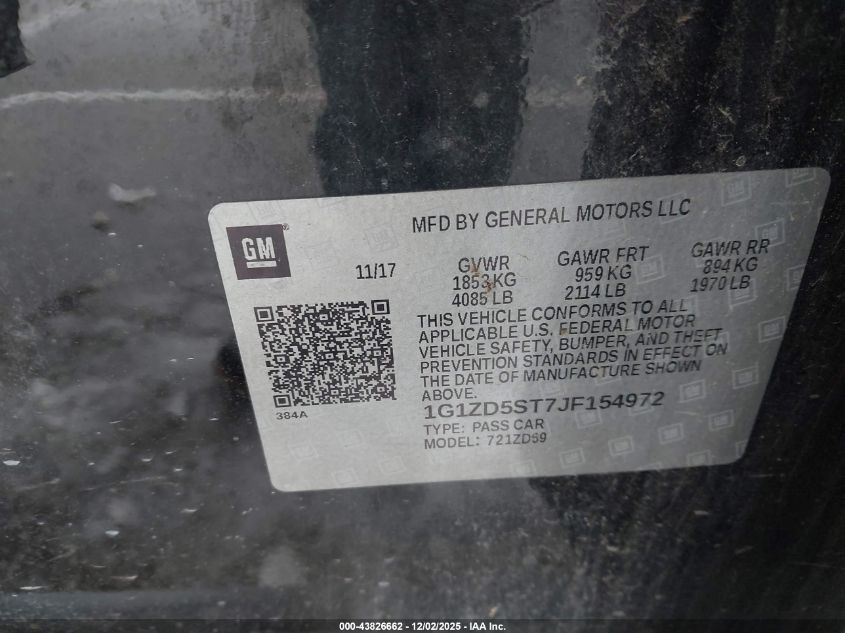 MFD BY GENERAL MOTORS LLC
GM®
11/17
GVWR
1853 KG
4085 LB
GAWR FRT
959 KG
2114 LB
GAWR RR
894 KG
1970 LB
THIS VEHICLE CONFORMS TO ALL
APPLICABLE U.S. FEDERAL MOTOR
VEHICLE SAFETY, BUMPER, AND THEFT
PREVENTION STANDARDS IN EFFECT ON
THE DATE OF MANUFACTURE SHOWN
ABOVE.
384A
1G1ZD5ST7JF154972
TYPE: PASS CAR
MODEL: 721ZD69
000-43826662 - 12/02/2025 - IAA Inc.